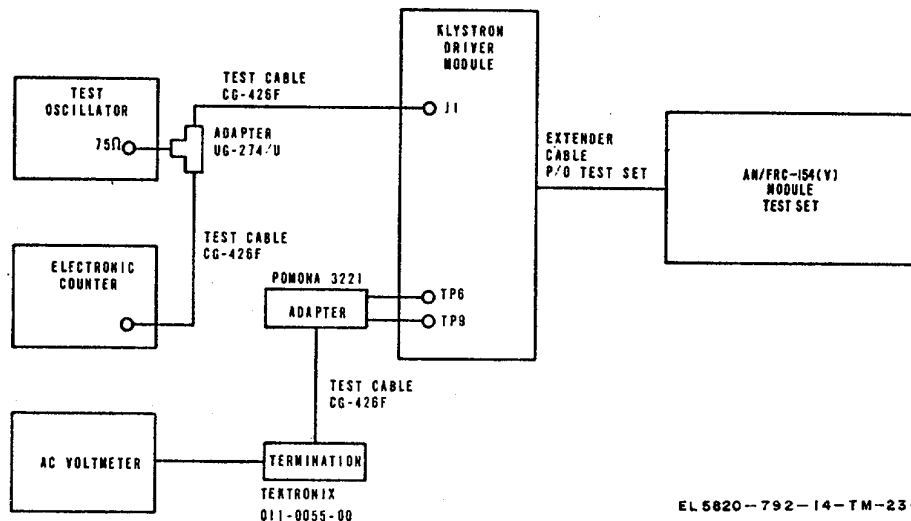 KLYSTRON
DRIVER
MODULE
TEST CABLE
CG-426F
TEST
OSCILLATOR
75Ω
ADAPTER
UG-274/U
J1
EXTENDER
CABLE
P/O TEST SET
AN/FRC-154(V)
MODULE
TEST SET
TEST CABLE
CG-426F
ELECTRONIC
COUNTER
POMONA 3221
ADAPTER
TP6
TP9
TEST CABLE
CG-426F
AC VOLTMETER
TERMINATION
TEKTRONIX
011-0055-00
EL5820-792-14-TM-23